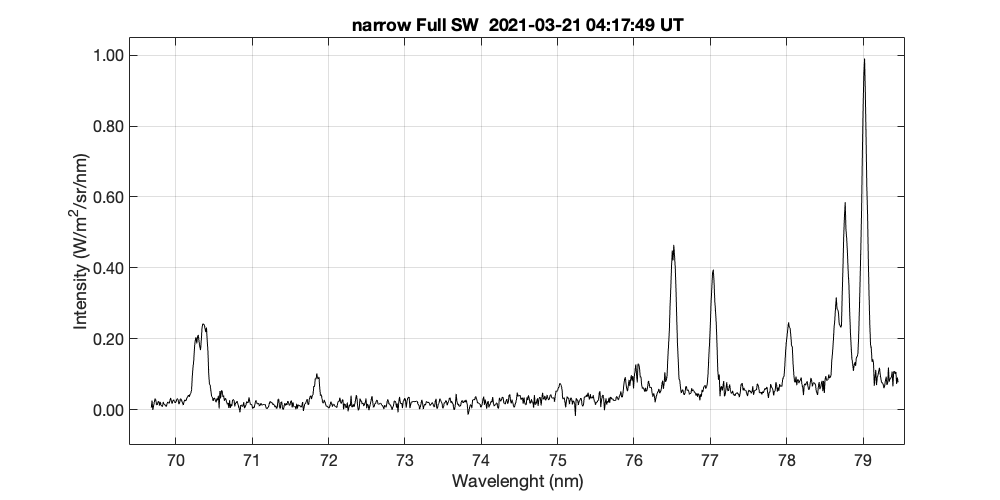 narrow Full SW 2021-03-21 04:17:49 UT
Intensity (W/m²/sr/nm)
1.00
0.80
0.60
0.40
0.20
0.00
70 71 72 73 74 75 76 77 78 79
Wavelenght (nm)